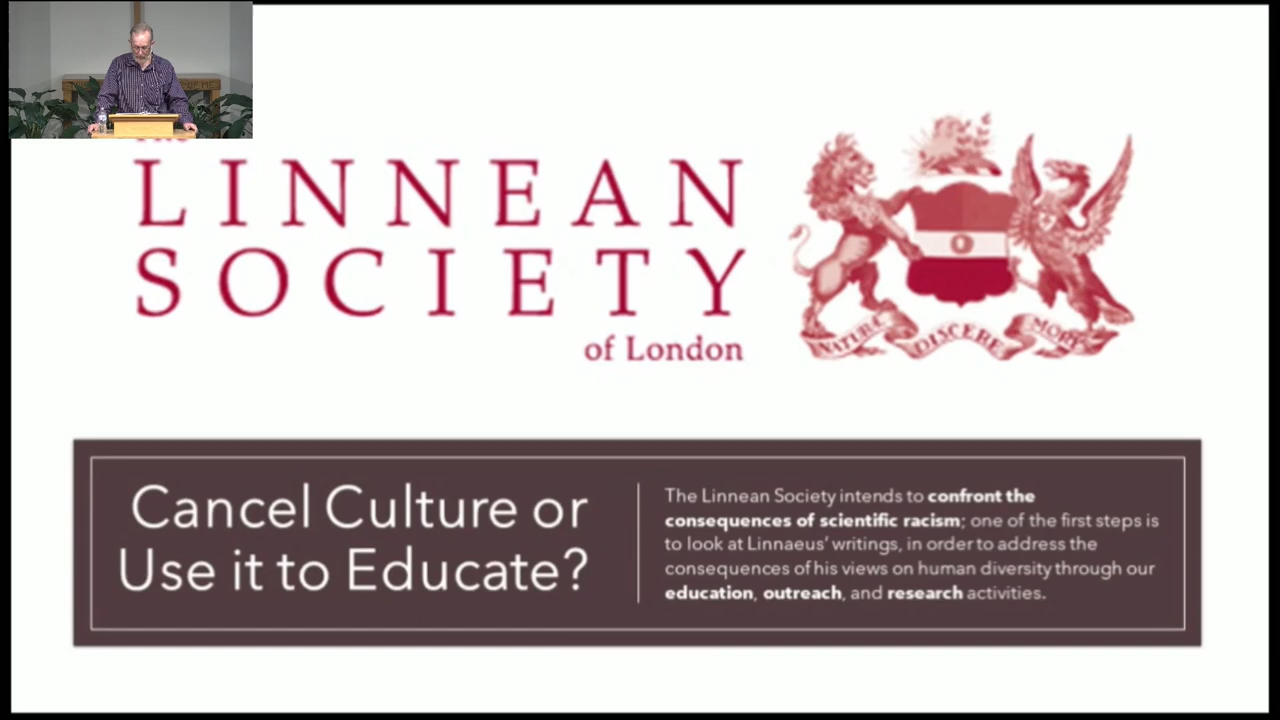 LINNEAN
SOCIETY
of London
NATURÆ DISCERE MORES
Cancel Culture or
Use it to Educate?
The Linnean Society intends to confront the
consequences of scientific racism; one of the first steps is
to look at Linnaeus’ writings, in order to address the
consequences of his views on human diversity through our
education, outreach, and research activities.